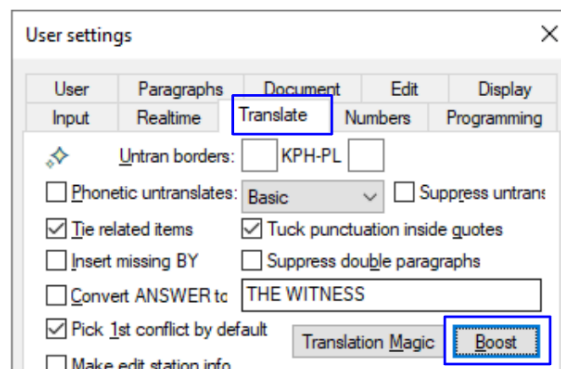 User settings
User Paragraphs Document Edit Display
Input Realtime Translate Numbers Programming
Untran borders: KPH-PL
Phonetic untranslates: Basic Suppress untrans
Tie related items Tuck punctuation inside quotes
Insert missing BY Suppress double paragraphs
Convert ANSWER to THE WITNESS
Pick 1st conflict by default Translation Magic Boost
Make edit station info